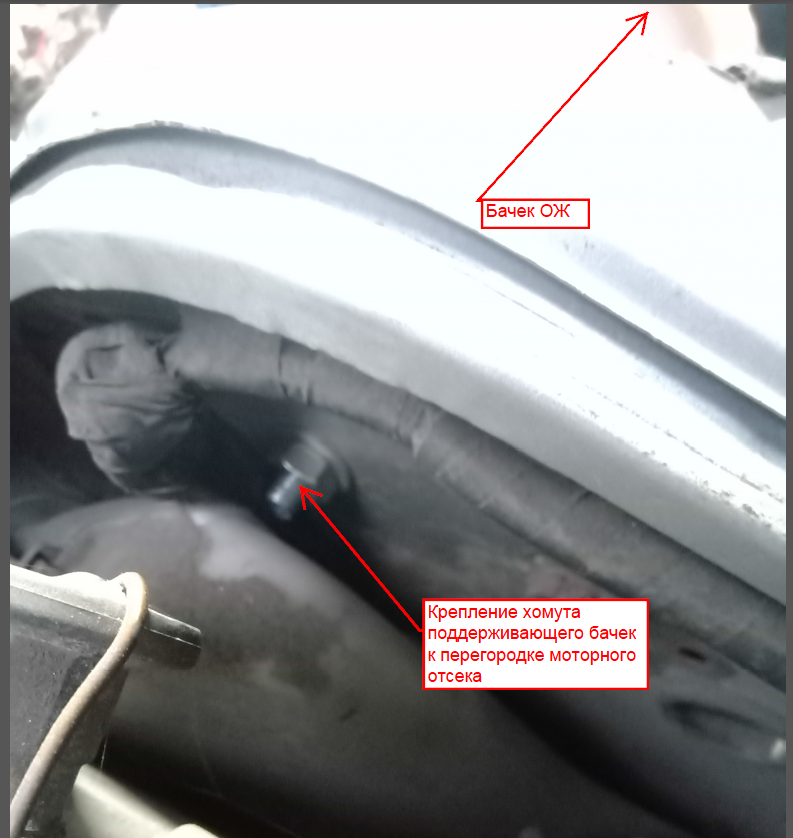 Бачек ОЖ
Крепление хомута
поддерживающего бачек
к перегородке моторного
отсека